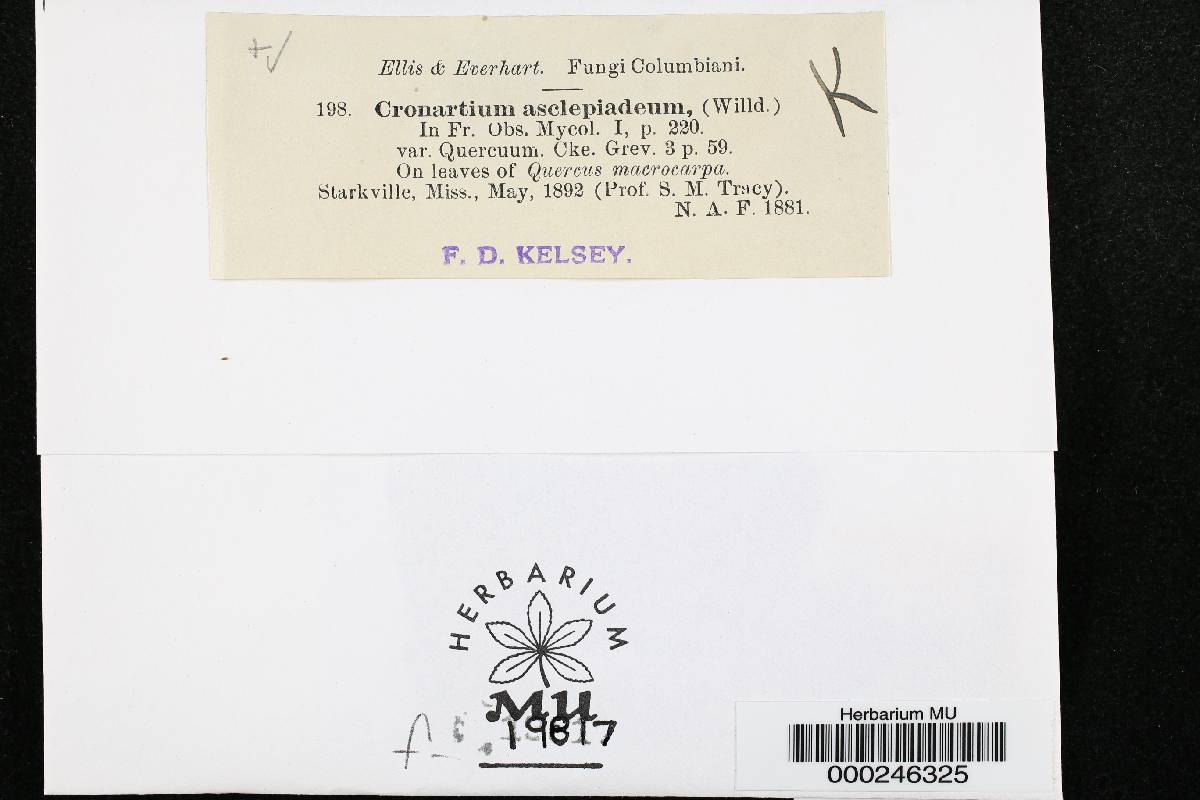 Ellis & Everhart. Fungi Columbiani.
198. Cronartium asclepiadeum, (Willd.)
In Fr. Obs. Mycol. I, p. 220.
var. Quercuum. Cke. Grev. 3 p. 59.
On leaves of Quercus macrocarpa.
Starkville, Miss., May, 1892 (Prof. S. M. Tracy).
N. A. F. 1881.
K
F. D. KELSEY.
HERBARIUM
MU
Herbarium MU
000246325